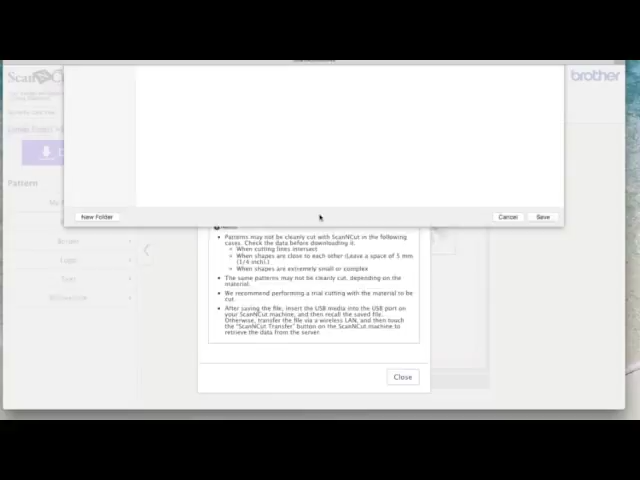 Scan
brother
Pattern
New Folder
Cancel
Save
Patterns may not be cleanly cut with ScanNCut in the following
cases. Check the data before downloading it.
When cutting lines intersect
When shapes are close to each other (Leave a space of 5 mm
(1/4 inch).)
When shapes are extremely small or complex
The same patterns may not be cleanly cut, depending on the
material.
We recommend performing a trial cutting with the material to be
cut.
After saving the file, insert the USB media into the USB port on
your ScanNCut machine, and then recall the saved file.
Otherwise, transfer the file via a wireless LAN, and then touch
the "ScanNCut Transfer" button on the ScanNCut machine to
retrieve the data from the server.
Close